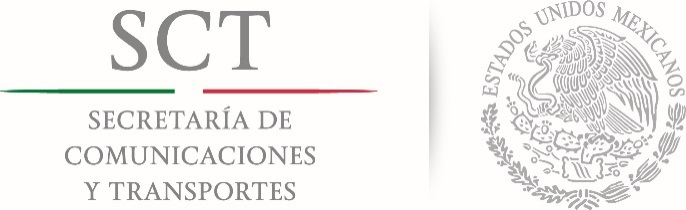 SCT
SECRETARÍA DE
COMUNICACIONES
Y TRANSPORTES
ESTADOS UNIDOS MEXICANOS